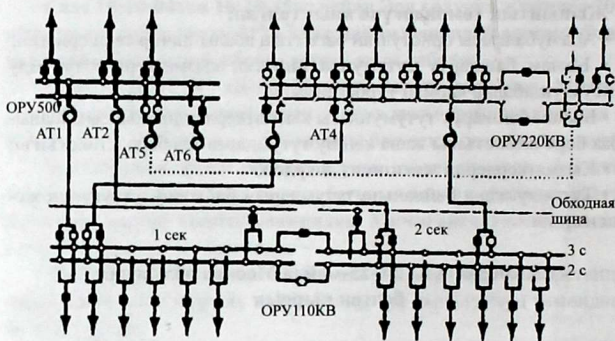 ОРУ500
АТ1
АТ2
АТ5
АТ6
АТ4
ОРУ220КВ
Обходная
шина
1 сек
2 сек
3 с
2 с
ОРУ110КВ